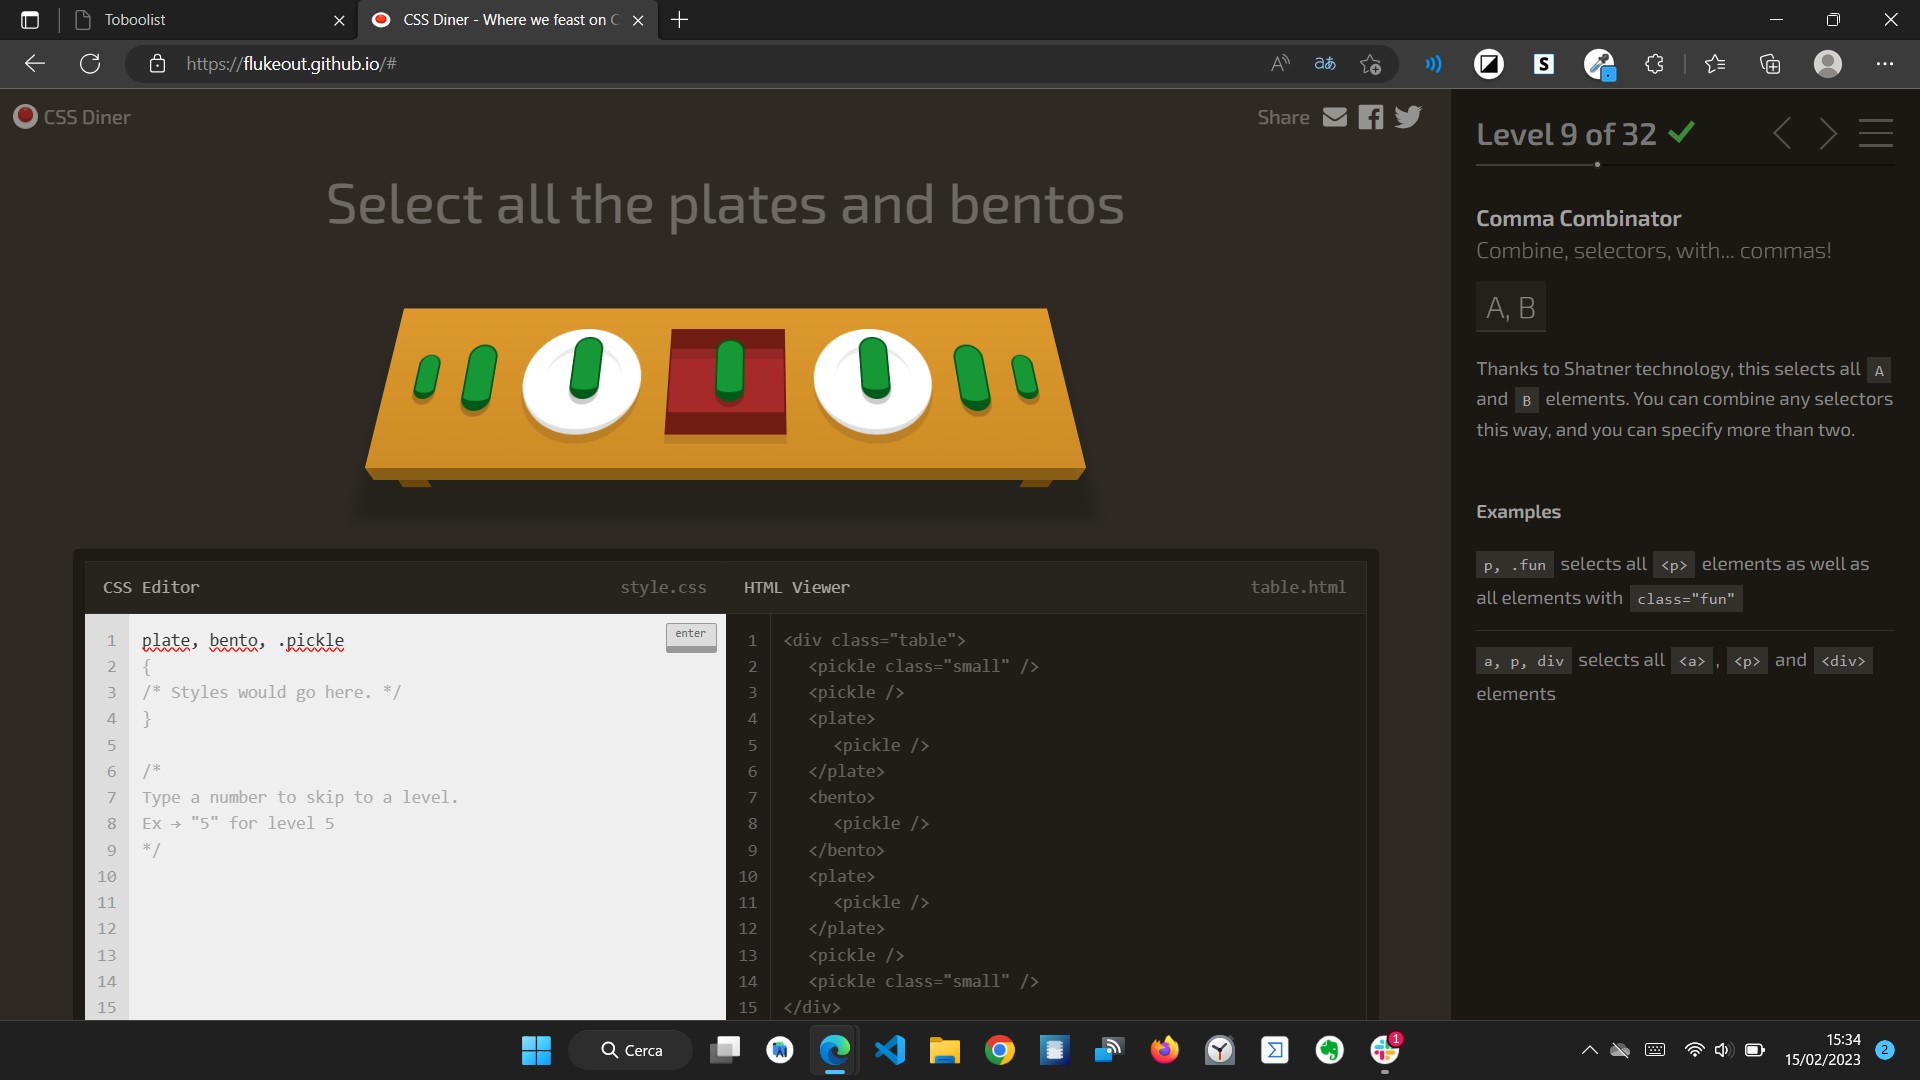 Toboolist
CSS Diner - Where we feast on C
https://flukeout.github.io/#
CSS Diner
Share
Select all the plates and bentos
CSS Editor
style.css
1 plate, bento, .pickle
2 {
3 /* Styles would go here. */
4 }
5
6 /*
7 Type a number to skip to a level.
8 Ex → "5" for level 5
9 */
10
11
12
13
14
15
enter
HTML Viewer
table.html
1 <div class="table">
2 <pickle class="small" />
3 <pickle />
4 <plate>
5 <pickle />
6 </plate>
7 <bento>
8 <pickle />
9 </bento>
10 <plate>
11 <pickle />
12 </plate>
13 <pickle />
14 <pickle class="small" />
15 </div>
Level 9 of 32
Comma Combinator
Combine, selectors, with... commas!
A, B
Thanks to Shatner technology, this selects all A
and B elements. You can combine any selectors
this way, and you can specify more than two.
Examples
p, .fun selects all <p> elements as well as
all elements with class="fun"
a, p, div selects all <a> , <p> and <div>
elements
Cerca
1
15:34
15/02/2023
2